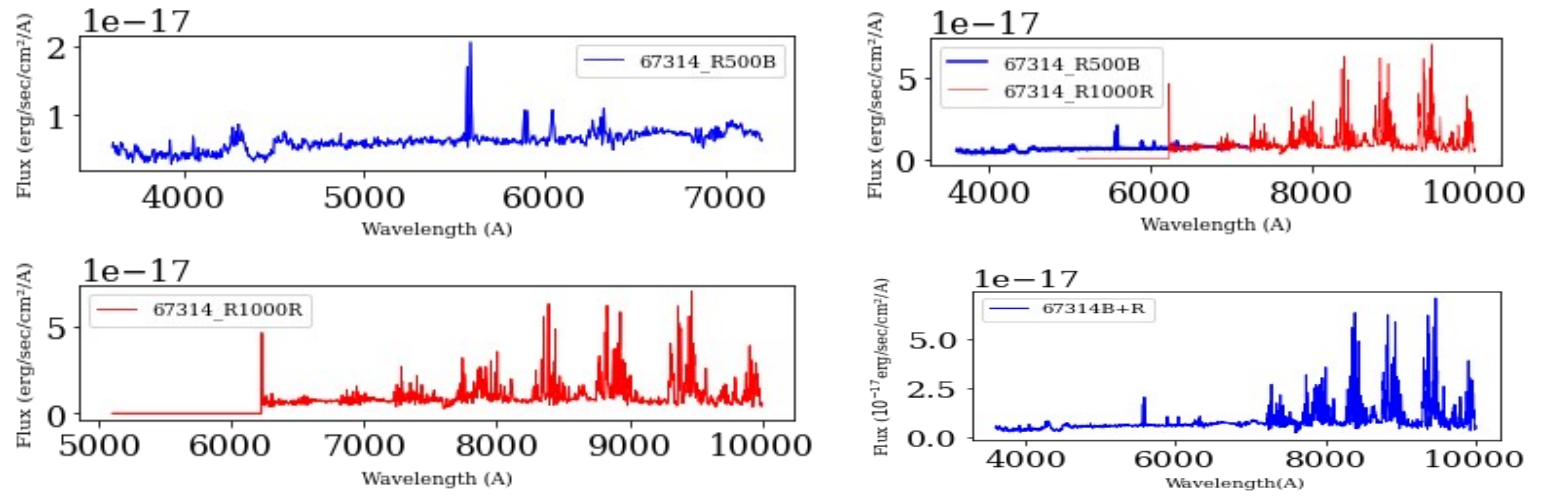 1e−17
Flux (erg/sec/cm²/A)
2
1
67314_R500B
4000 5000 6000 7000
Wavelength (A)
1e−17
Flux (erg/sec/cm²/A)
5
0
67314_R500B
67314_R1000R
4000 6000 8000 10000
Wavelength (A)
1e−17
Flux (erg/sec/cm²/A)
5
0
67314_R1000R
5000 6000 7000 8000 9000 10000
Wavelength (A)
1e−17
Flux (10⁻¹⁷erg/sec/cm²/A)
5.0
2.5
0.0
67314B+R
4000 6000 8000 10000
Wavelength(A)